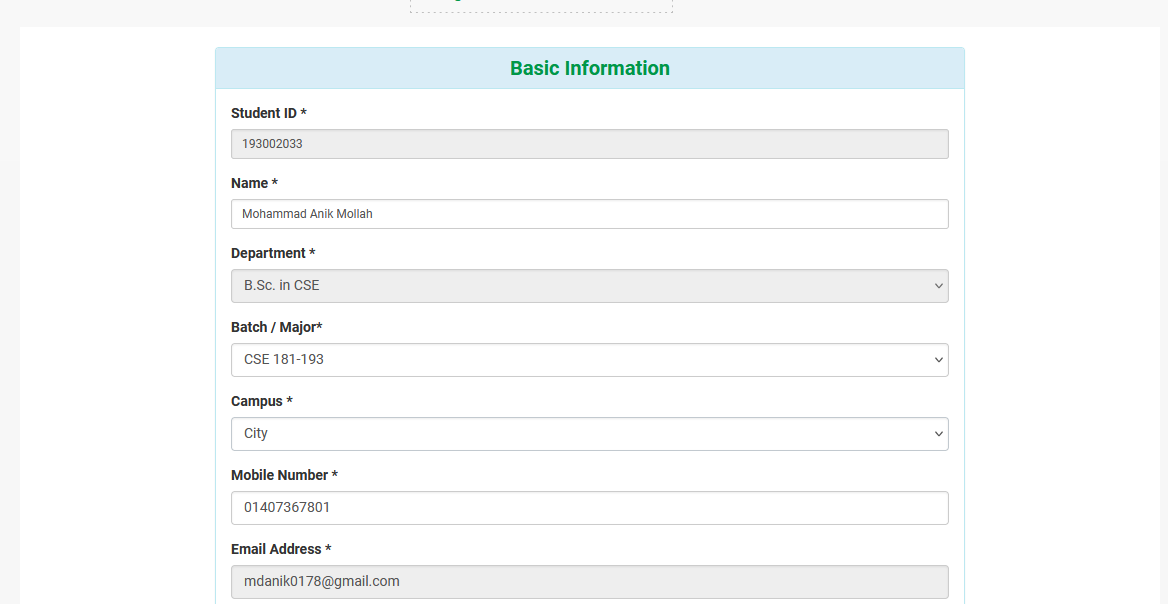 Basic Information
Student ID *
193002033
Name *
Mohammad Anik Mollah
Department *
B.Sc. in CSE
Batch / Major*
CSE 181-193
Campus *
City
Mobile Number *
01407367801
Email Address *
mdanik0178@gmail.com